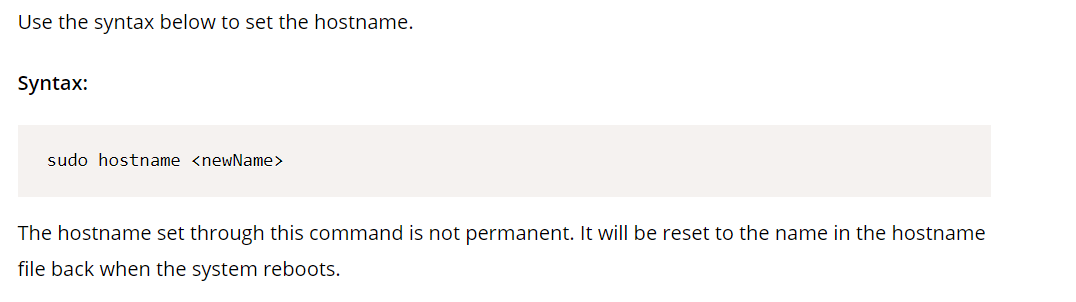 Use the syntax below to set the hostname.
Syntax:
sudo hostname <newName>
The hostname set through this command is not permanent. It will be reset to the name in the hostname
file back when the system reboots.